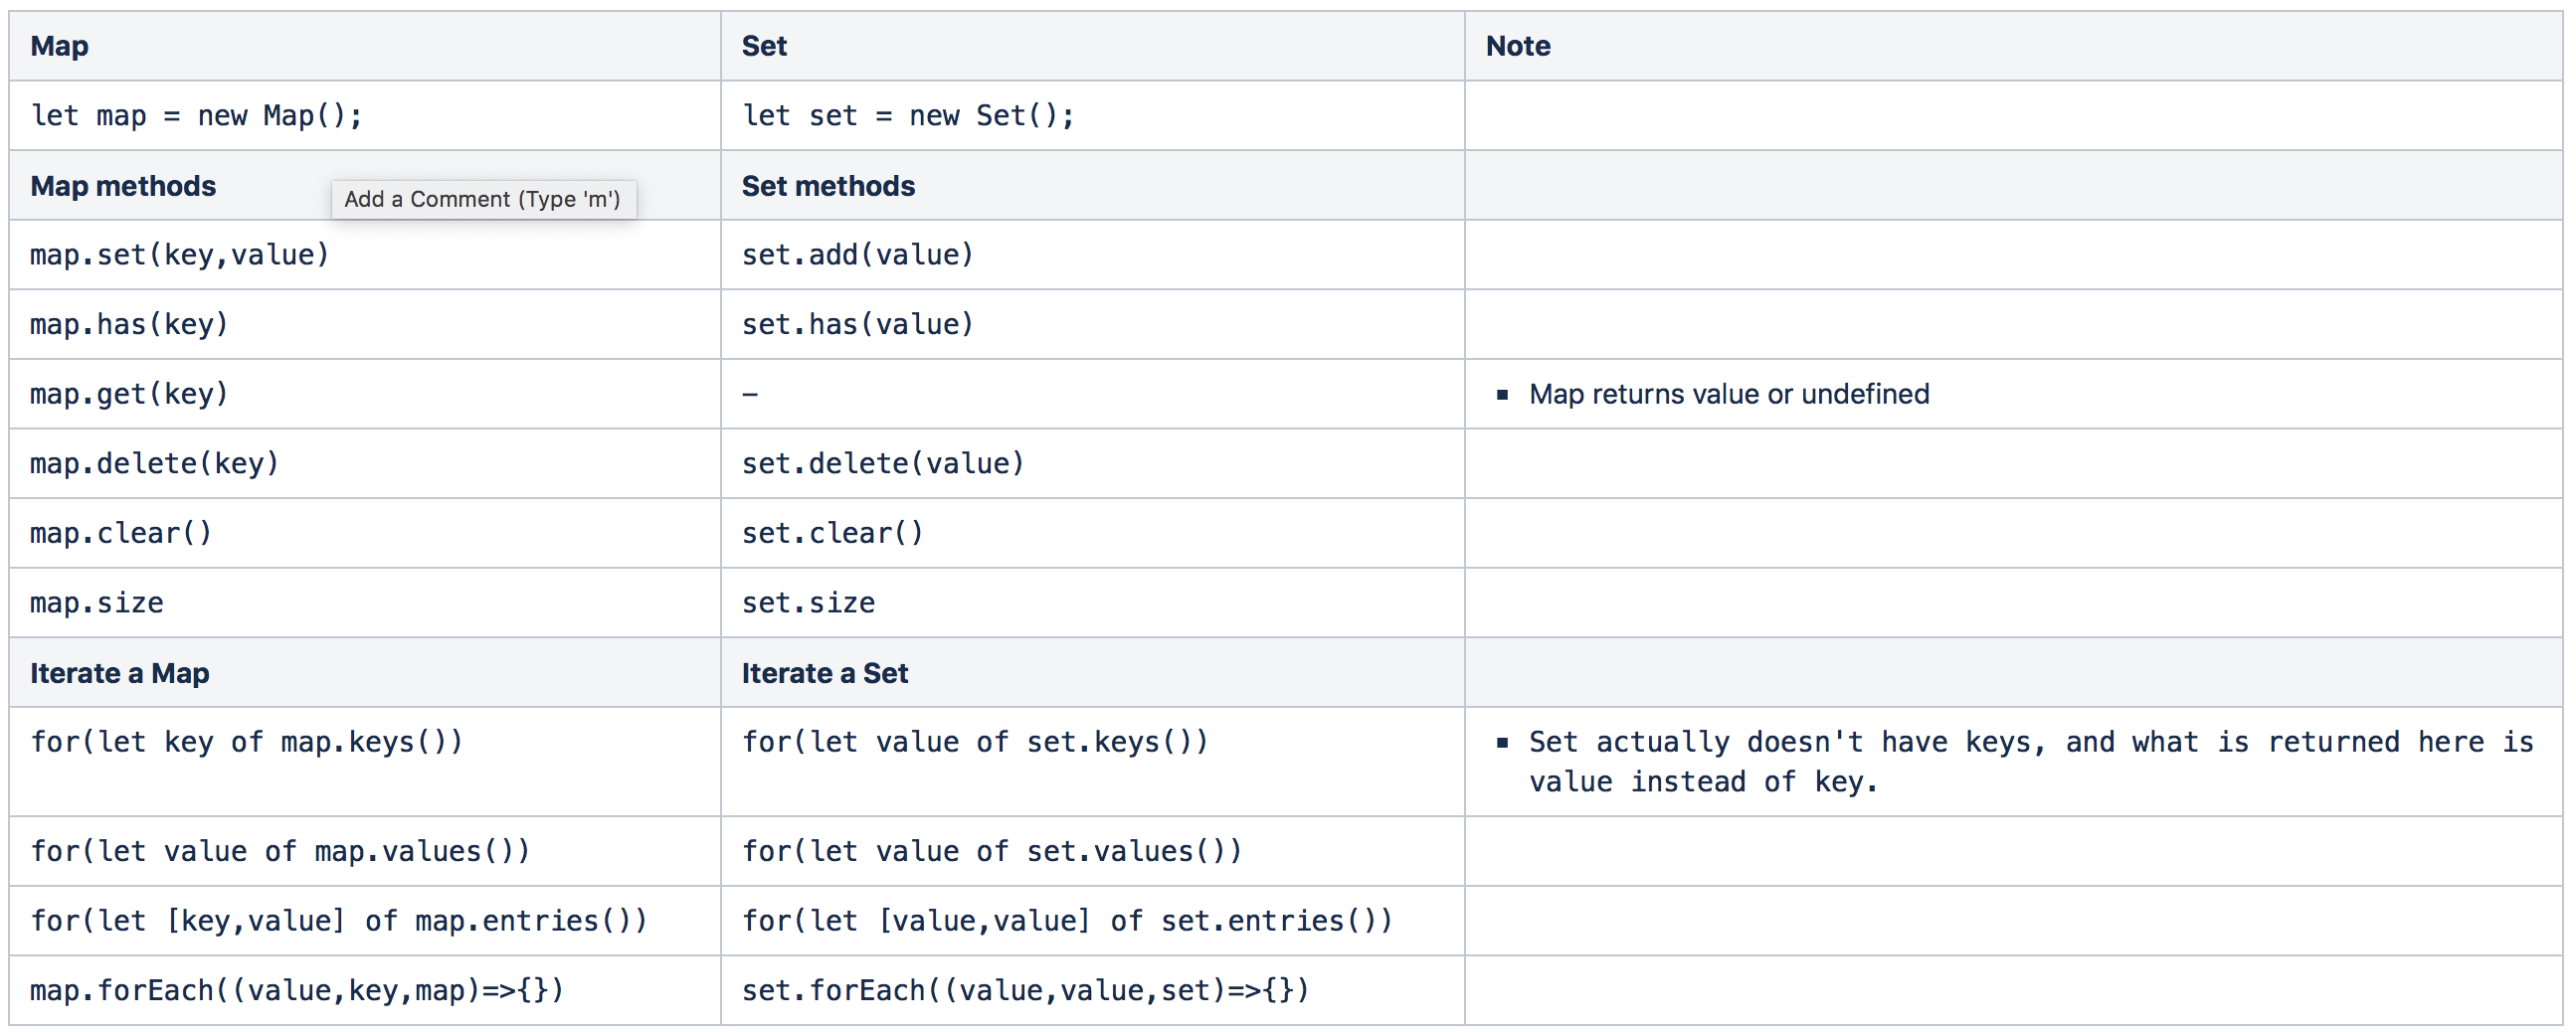 Map Set Note
let map = new Map(); let set = new Set();
Map methods Set methods
Add a Comment (Type 'm')
map.set(key,value) set.add(value)
map.has(key) set.has(value)
map.get(key) – ▪ Map returns value or undefined
map.delete(key) set.delete(value)
map.clear() set.clear()
map.size set.size
Iterate a Map Iterate a Set
for(let key of map.keys()) for(let value of set.keys()) ▪ Set actually doesn't have keys, and what is returned here is
value instead of key.
for(let value of map.values()) for(let value of set.values())
for(let [key,value] of map.entries()) for(let [value,value] of set.entries())
map.forEach((value,key,map)=>{}) set.forEach((value,value,set)=>{})